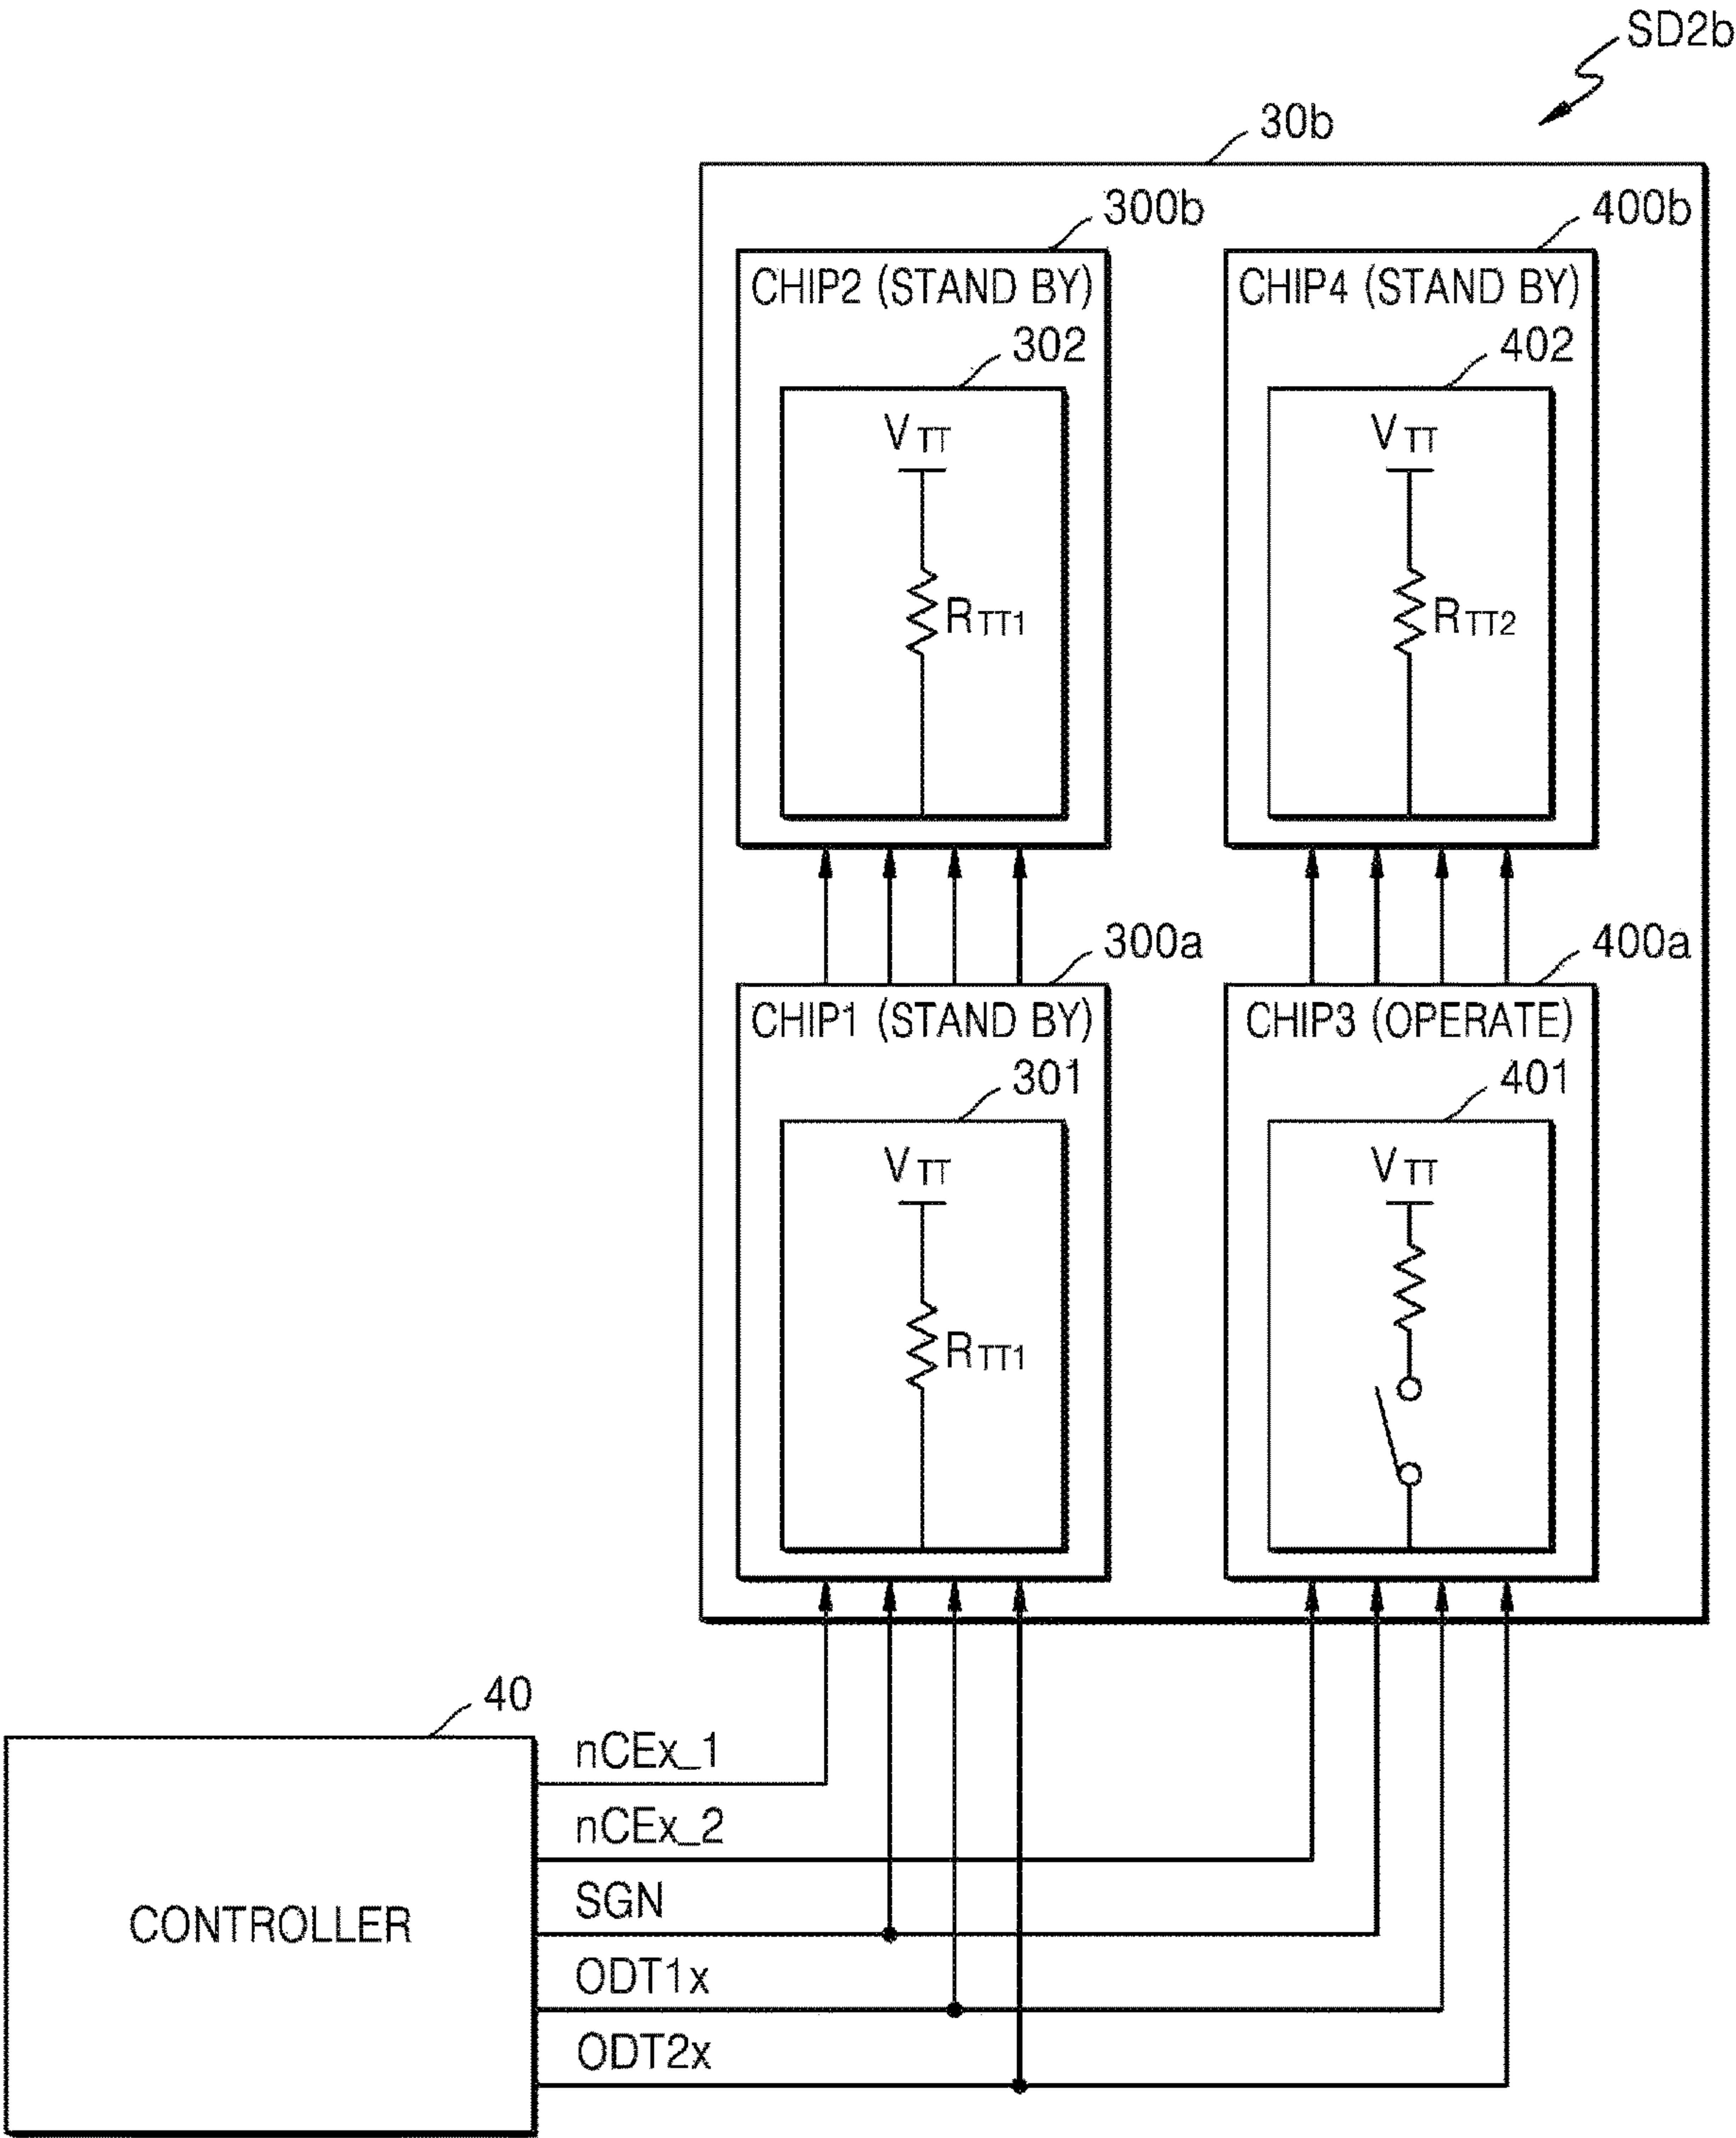 SD2b
30b
300b
400b
CHIP2 (STAND BY)
CHIP4 (STAND BY)
302
402
VTT
VTT
RTT1
RTT2
300a
400a
CHIP1 (STAND BY)
CHIP3 (OPERATE)
301
401
VTT
VTT
RTT1
40
nCEx_1
nCEx_2
SGN
CONTROLLER
ODT1x
ODT2x